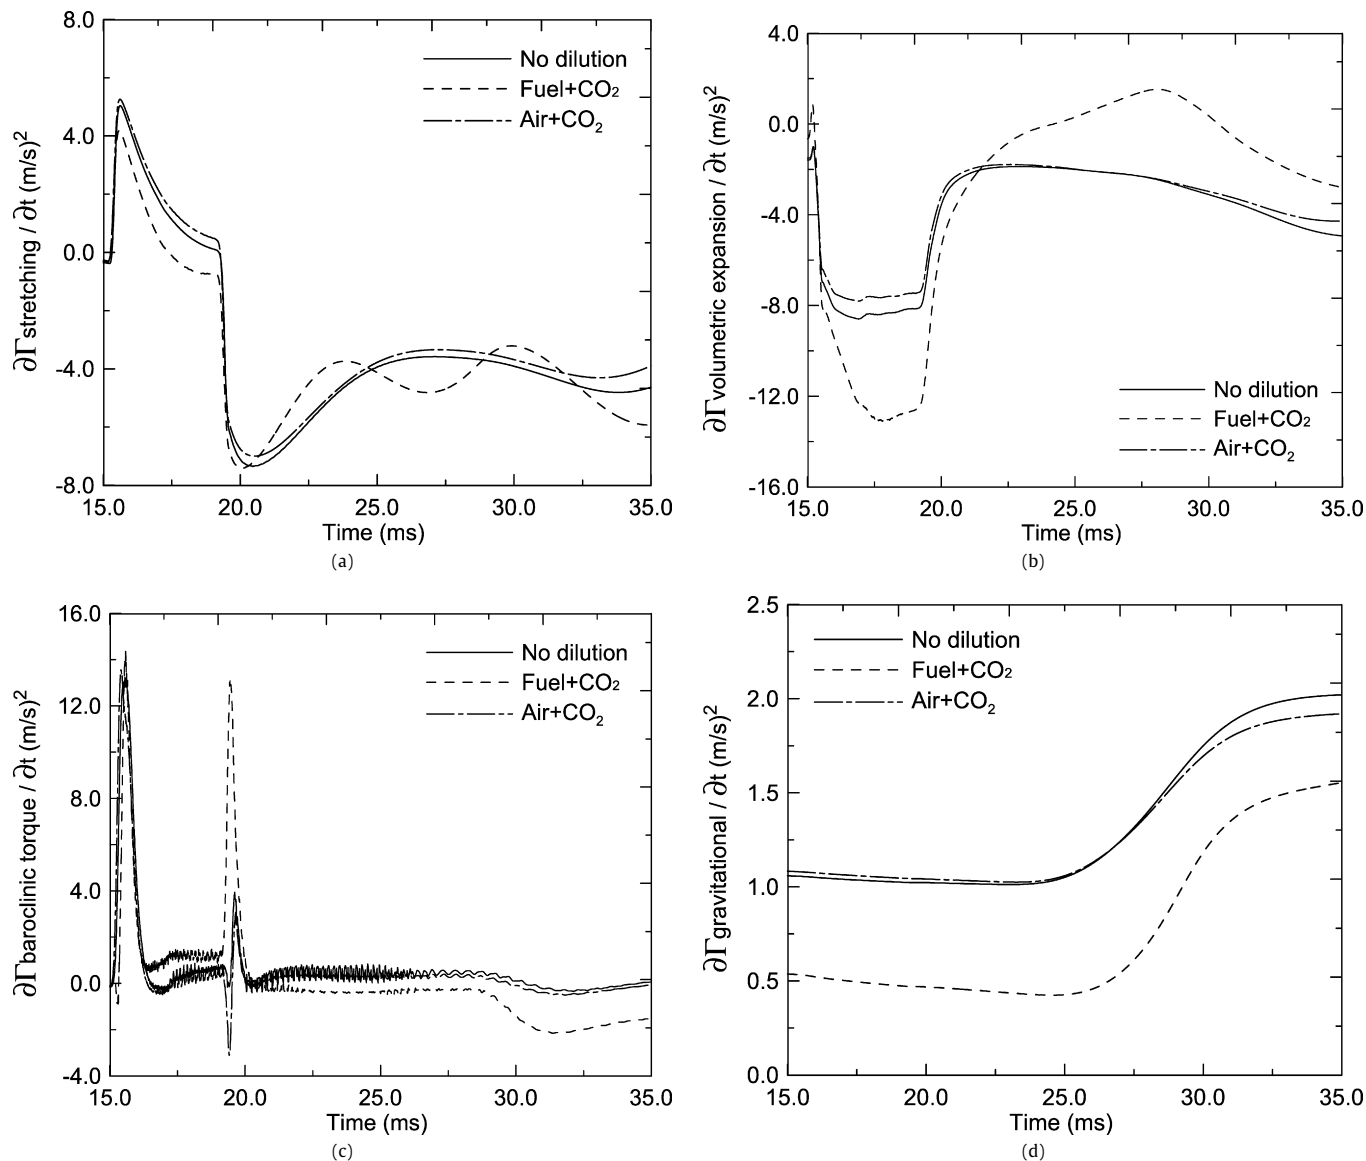 8.0
4.0
0.0
-4.0
-8.0
15.0 20.0 25.0 30.0 35.0
Time (ms)
∂Γstretching / ∂t (m/s)²
No dilution
Fuel+CO₂
Air+CO₂
(a)
4.0
0.0
-4.0
-8.0
-12.0
-16.0
15.0 20.0 25.0 30.0 35.0
Time (ms)
∂Γvolumetric expansion / ∂t (m/s)²
No dilution
Fuel+CO₂
Air+CO₂
(b)
16.0
12.0
8.0
4.0
0.0
-4.0
15.0 20.0 25.0 30.0 35.0
Time (ms)
∂Γbaroclinic torque / ∂t (m/s)²
No dilution
Fuel+CO₂
Air+CO₂
(c)
2.5
2.0
1.5
1.0
0.5
0.0
15.0 20.0 25.0 30.0 35.0
Time (ms)
∂Γgravitational / ∂t (m/s)²
No dilution
Fuel+CO₂
Air+CO₂
(d)